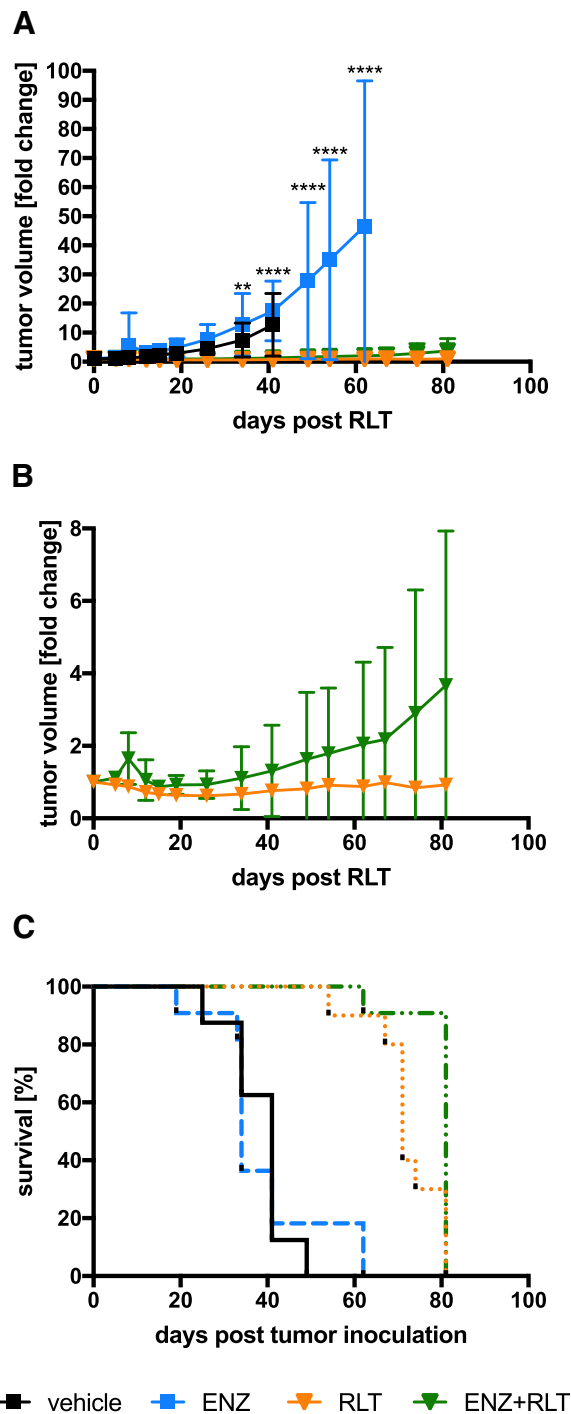 A
tumor volume [fold change]
100
90
80
70
60
50
40
30
20
10
0
** **** **** **** ****
0 20 40 60 80 100
days post RLT
B
tumor volume [fold change]
8
6
4
2
0
0 20 40 60 80 100
days post RLT
C
survival [%]
100
80
60
40
20
0
0 20 40 60 80 100
days post tumor inoculation
vehicle ENZ RLT ENZ+RLT